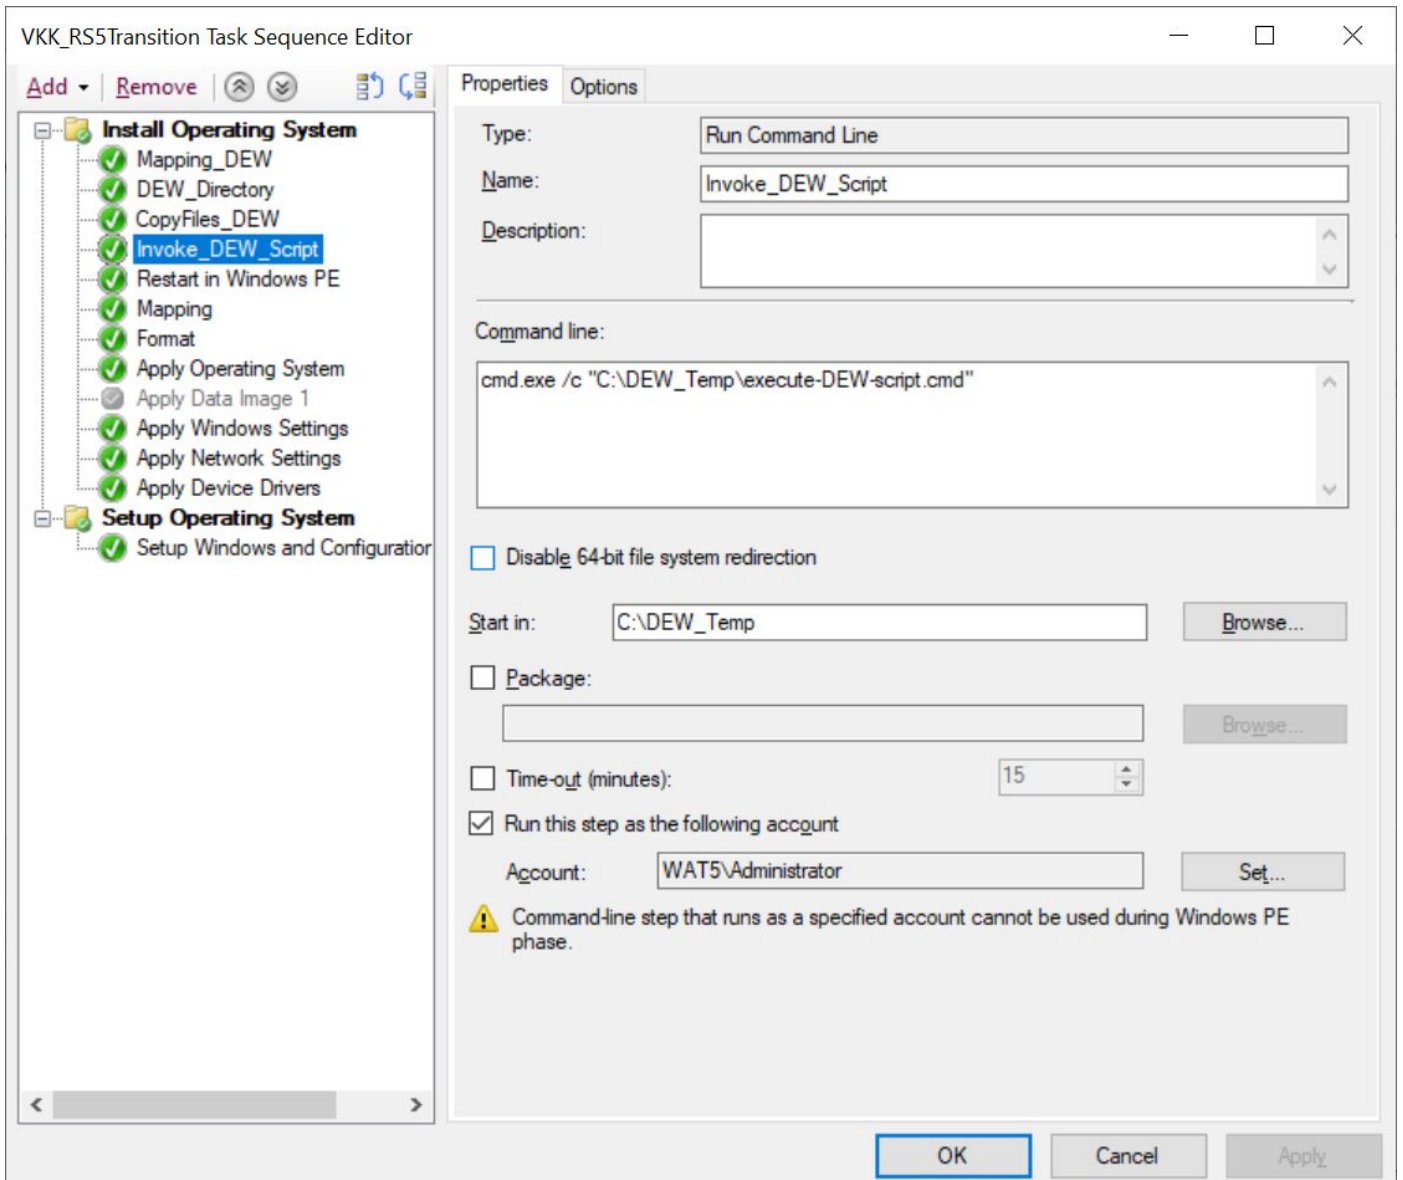 VKK_RS5Transition Task Sequence Editor
Add
Remove
Install Operating System
Mapping_DEW
DEW_Directory
CopyFiles_DEW
Invoke_DEW_Script
Restart in Windows PE
Mapping
Format
Apply Operating System
Apply Data Image 1
Apply Windows Settings
Apply Network Settings
Apply Device Drivers
Setup Operating System
Setup Windows and Configuration
Properties
Options
Type:
Run Command Line
Name:
Invoke_DEW_Script
Description:
Command line:
cmd.exe /c "C:\DEW_Temp\execute-DEW-script.cmd"
Disable 64-bit file system redirection
Start in:
C:\DEW_Temp
Browse...
Package:
Browse...
Time-out (minutes):
15
Run this step as the following account
Account:
WAT5\Administrator
Set...
Command-line step that runs as a specified account cannot be used during Windows PE
phase.
OK
Cancel
Apply